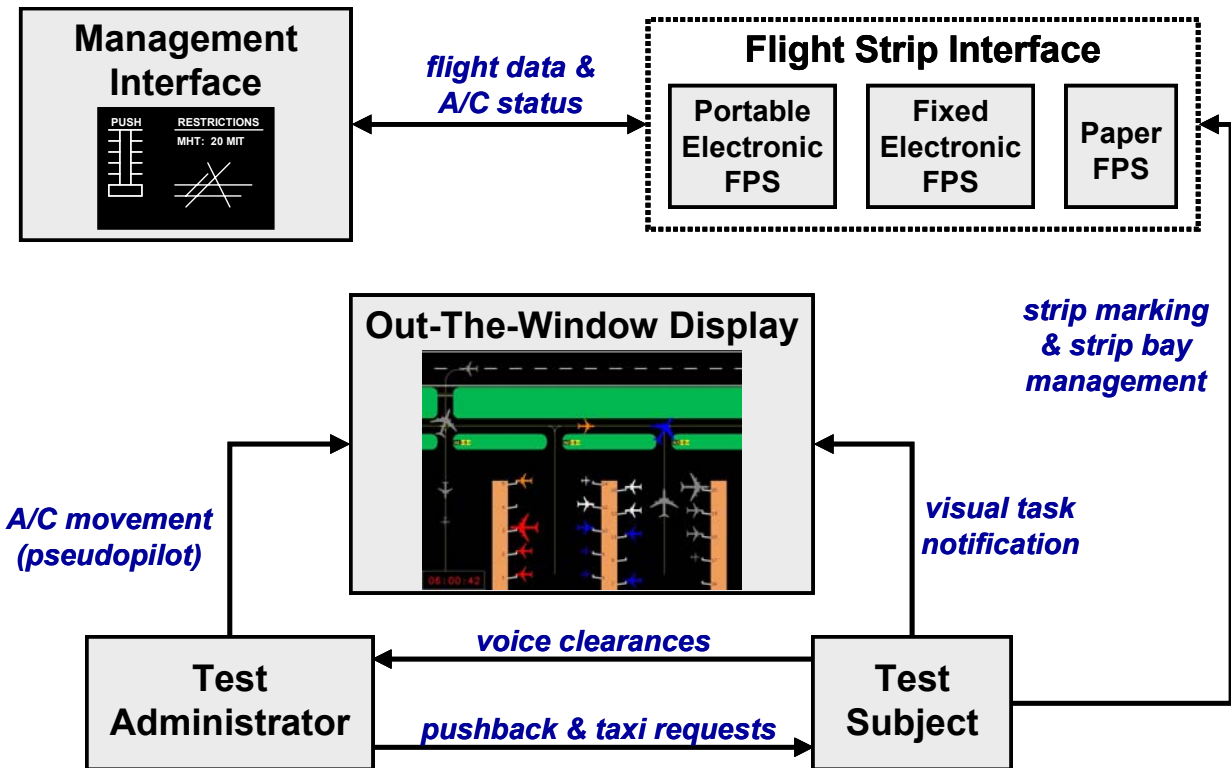 Management
Interface
PUSH
RESTRICTIONS
MHT: 20 MIT
flight data &
A/C status
Flight Strip Interface
Portable
Electronic
FPS
Fixed
Electronic
FPS
Paper
FPS
Out-The-Window Display
06:00:42
strip marking
& strip bay
management
A/C movement
(pseudopilot)
visual task
notification
voice clearances
Test
Administrator
Test
Subject
pushback & taxi requests